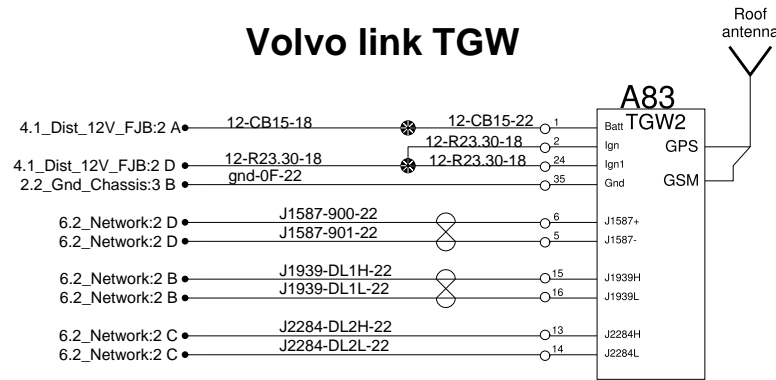 Roof
antenna
Volvo link TGW
A83
TGW2
4.1_Dist_12V_FJB:2 A 12-CB15-18 12-CB15-22 1 Batt
12-R23.30-18 2 Ign GPS
4.1_Dist_12V_FJB:2 D 12-R23.30-18 12-R23.30-18 24 Ign1
2.2_Gnd_Chassis:3 B gnd-0F-22 35 Gnd GSM
6.2_Network:2 D J1587-900-22 6 J1587+
6.2_Network:2 D J1587-901-22 5 J1587-
6.2_Network:2 B J1939-DL1H-22 15 J1939H
6.2_Network:2 B J1939-DL1L-22 16 J1939L
6.2_Network:2 C J2284-DL2H-22 13 J2284H
6.2_Network:2 C J2284-DL2L-22 14 J2284L